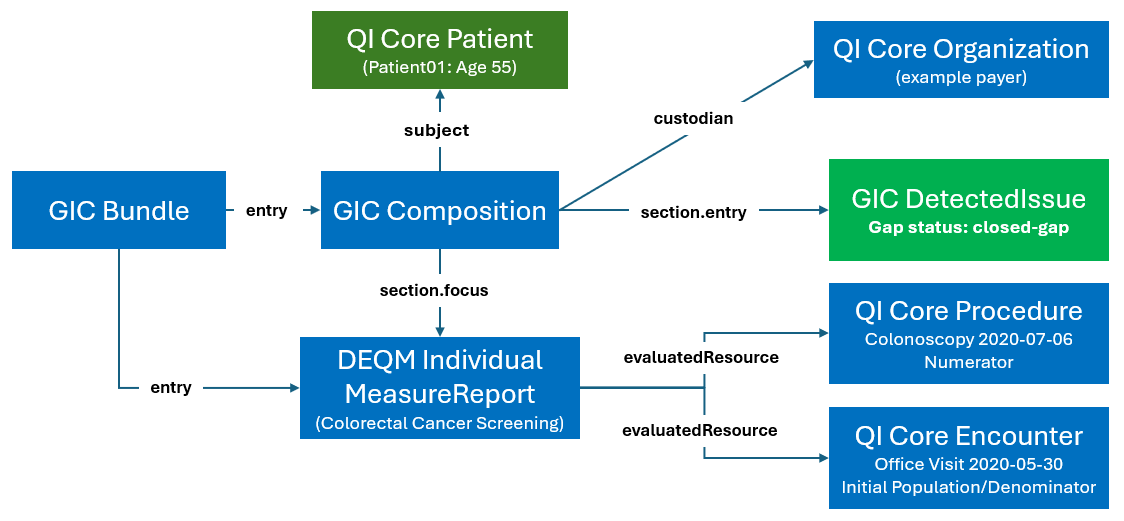 QI Core Patient
(Patient01: Age 55)
QI Core Organization
(example payer)
custodian
subject
GIC Bundle
entry
GIC Composition
section.entry
GIC DetectedIssue
Gap status: closed-gap
section.focus
QI Core Procedure
Colonoscopy 2020-07-06
Numerator
evaluatedResource
DEQM Individual
MeasureReport
(Colorectal Cancer Screening)
entry
evaluatedResource
QI Core Encounter
Office Visit 2020-05-30
Initial Population/Denominator